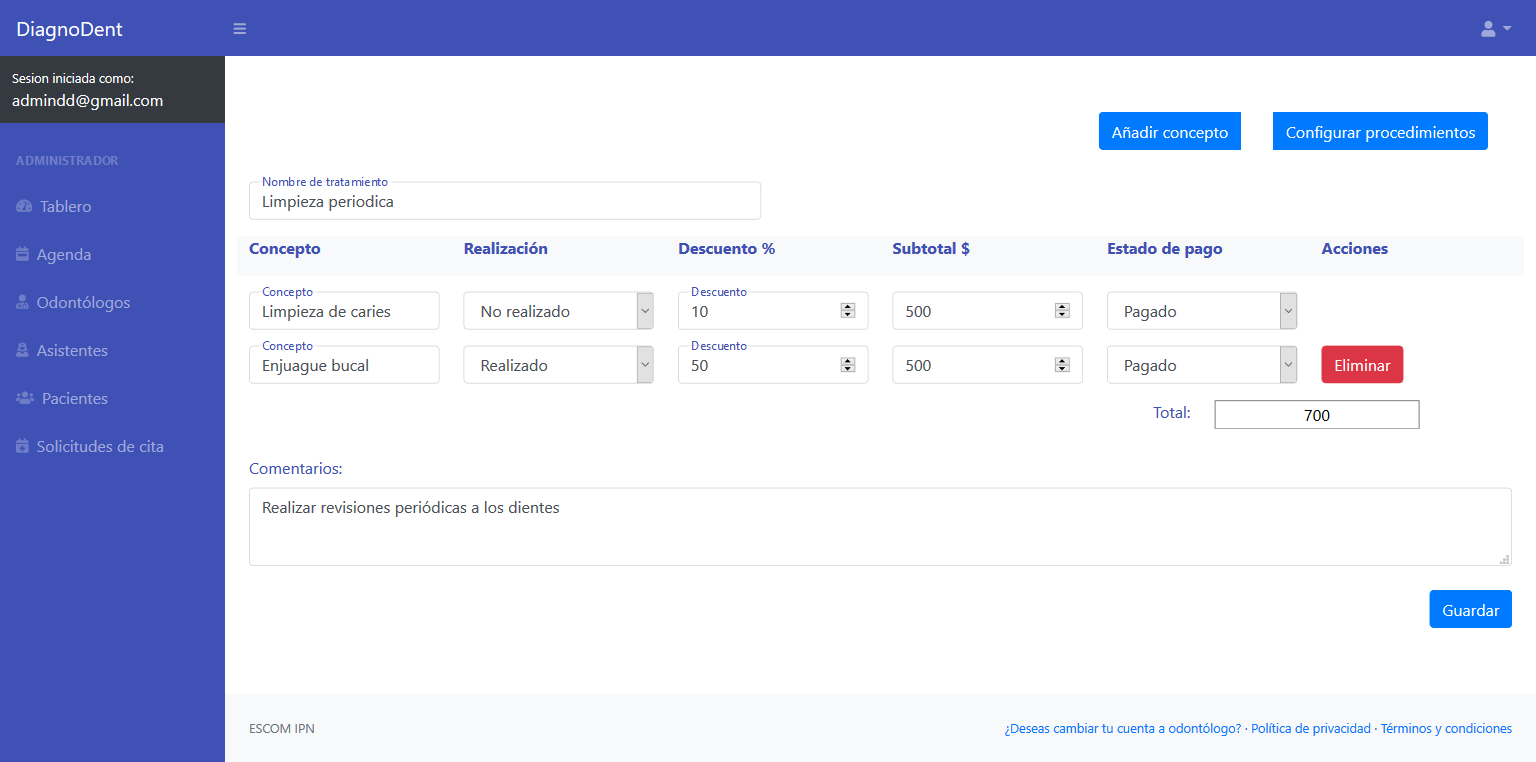 DiagnoDent
Sesion iniciada como:
admindd@gmail.com
ADMINISTRADOR
Tablero
Agenda
Odontólogos
Asistentes
Pacientes
Solicitudes de cita
Añadir concepto Configurar procedimientos
Nombre de tratamiento
Limpieza periodica
Concepto Realización Descuento % Subtotal $ Estado de pago Acciones
Concepto Descuento
Limpieza de caries No realizado 10 500 Pagado
Concepto Descuento
Enjuague bucal Realizado 50 500 Pagado Eliminar
Total: 700
Comentarios:
Realizar revisiones periódicas a los dientes
Guardar
ESCOM IPN ¿Deseas cambiar tu cuenta a odontólogo? · Política de privacidad · Términos y condiciones